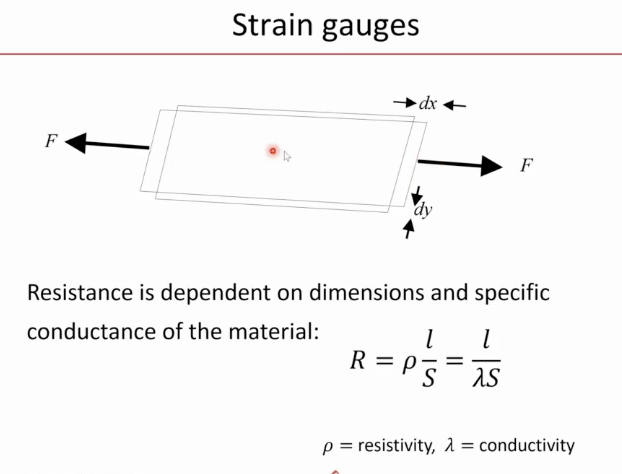 Strain gauges
dx
F
F
dy
Resistance is dependent on dimensions and specific
conductance of the material:
R = ρ l/S = l/λS
ρ = resistivity, λ = conductivity